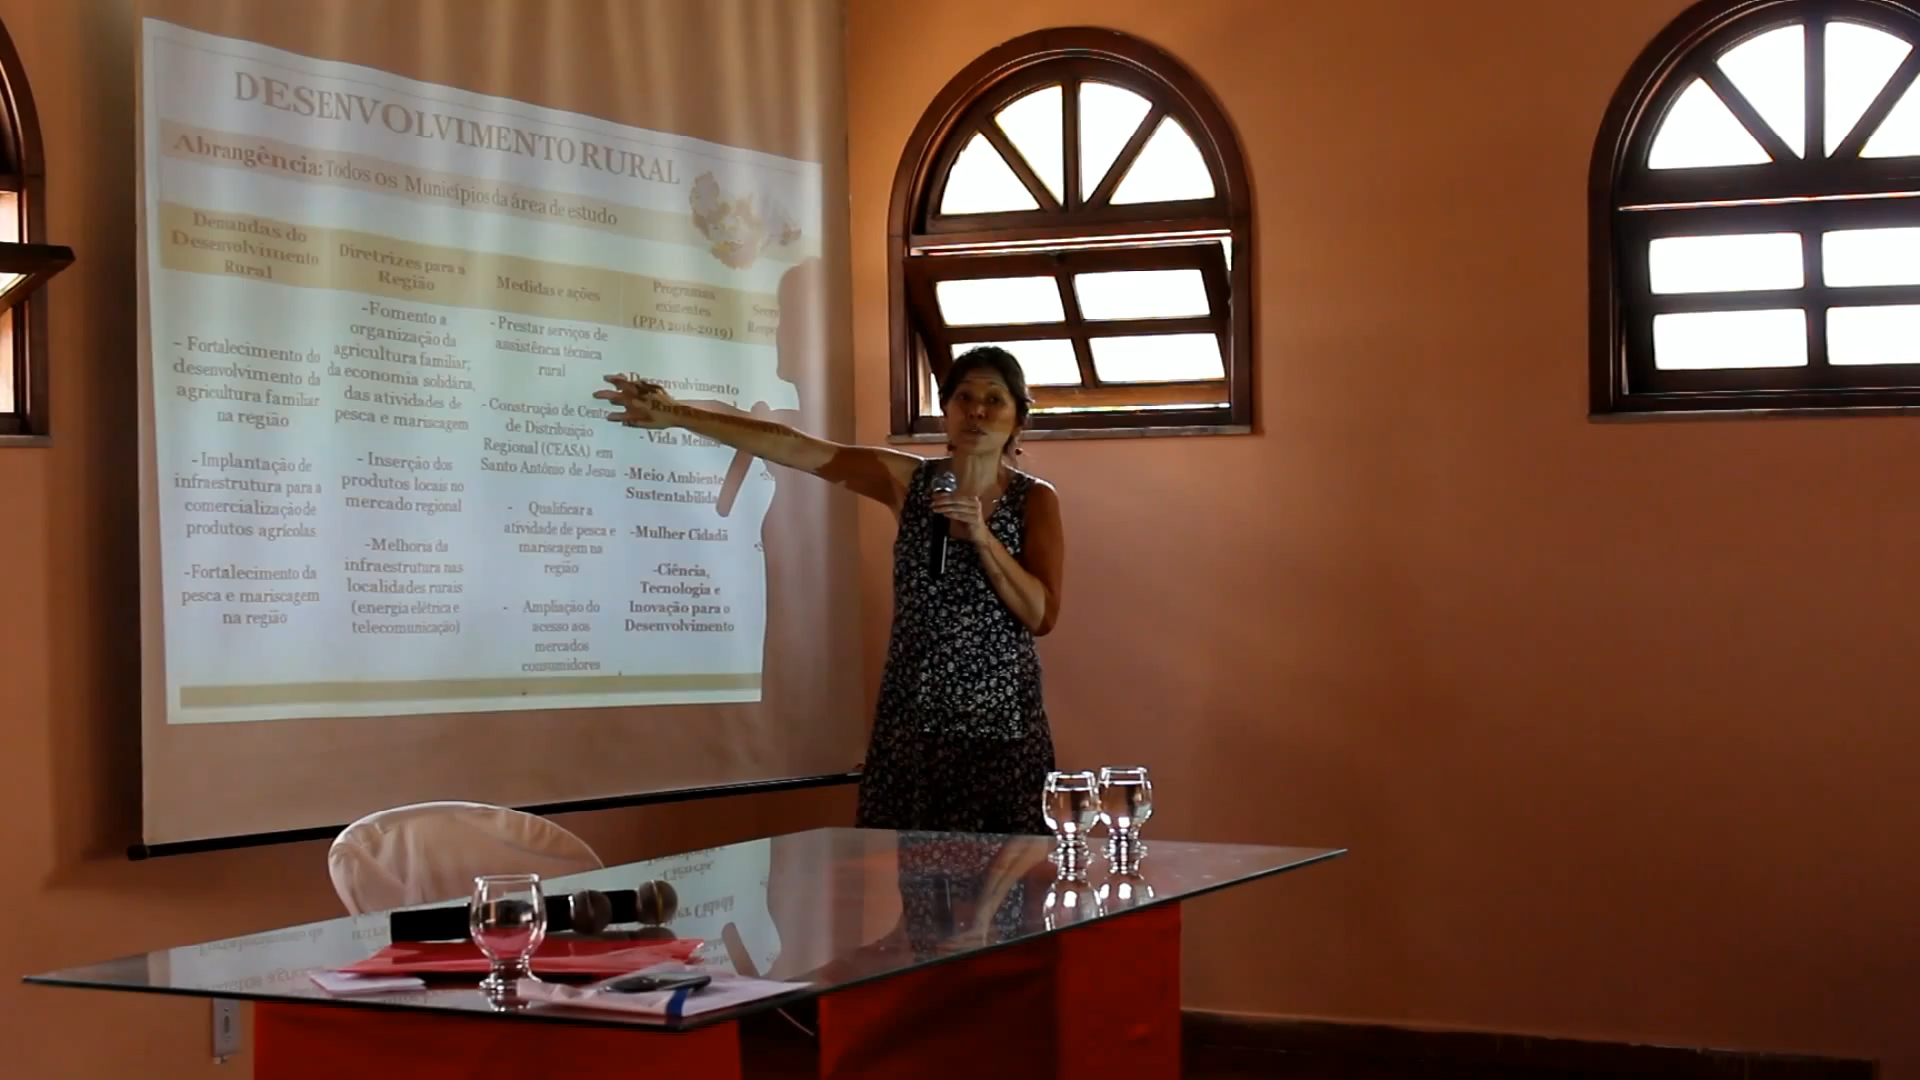 DESENVOLVIMENTO RURAL
Abrangência: Todos os Municípios da área de estudo
Demandas do
Desenvolvimento
Rural
- Fortalecimento do
desenvolvimento da
agricultura familiar
na região
- Implantação de
infraestrutura para a
comercialização de
produtos agrícolas
-Fortalecimento da
pesca e mariscagem
na região
Diretrizes para a
Região
-Fomento a
organização da
agricultura familiar,
da economia solidária,
das atividades de
pesca e mariscagem
- Inserção dos
produtos locais no
mercado regional
-Melhoria da
infraestrutura nas
localidades rurais
(energia elétrica e
telecomunicação)
Medidas e ações
- Prestar serviços de
assistência técnica
rural
- Construção de
de Distribuição
Regional (CEASA) em
Santo Antônio de Jesus
- Qualificar a
atividade de pesca e
mariscagem na
região
- Ampliação do
acesso aos
mercados
consumidores
Programas
existentes
(PPA 2016-2019)
-Desenvolvimento
- Vida
-Meio Ambiente
-Mulher Cidadã
-Ciência,
Tecnologia e
Inovação para o
Desenvolvimento